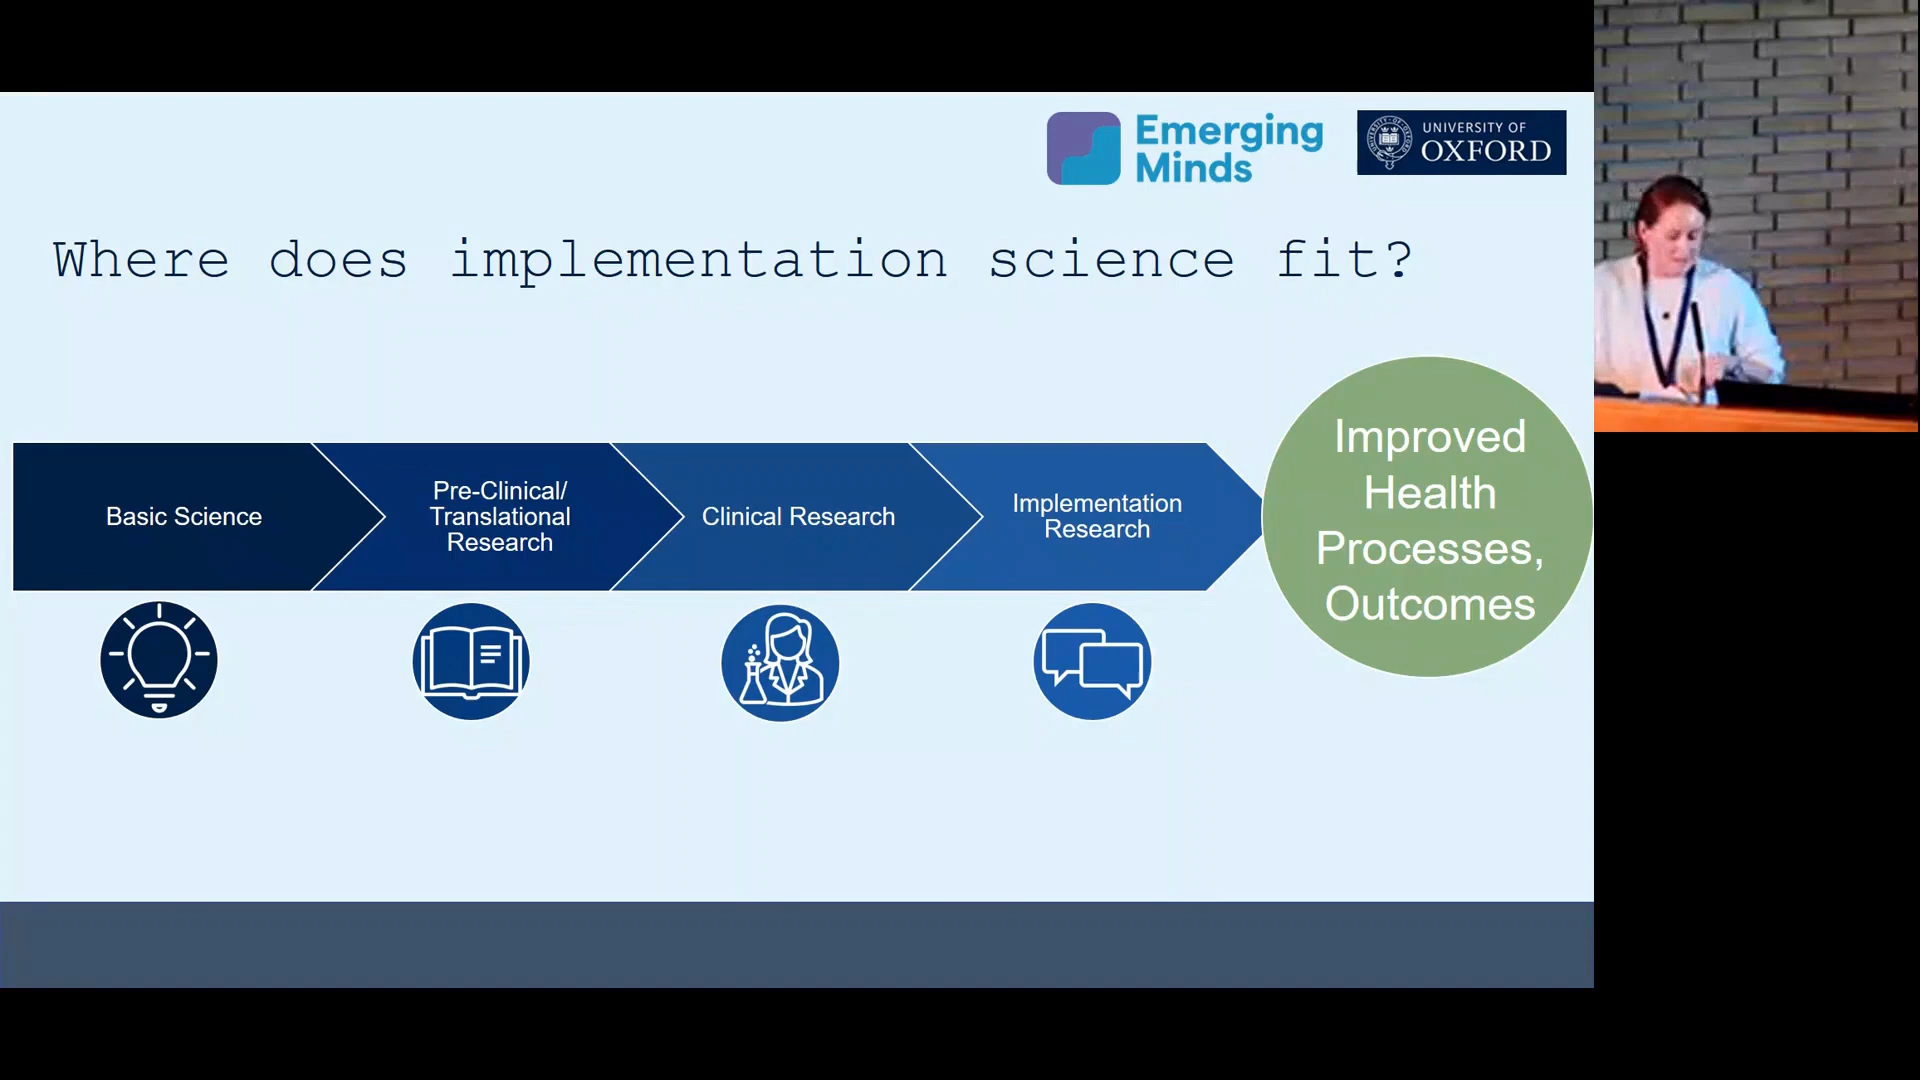 Emerging
Minds
UNIVERSITY OF
OXFORD
Where does implementation science fit?
Basic Science
Pre-Clinical/
Translational
Research
Clinical Research
Implementation
Research
Improved
Health
Processes,
Outcomes